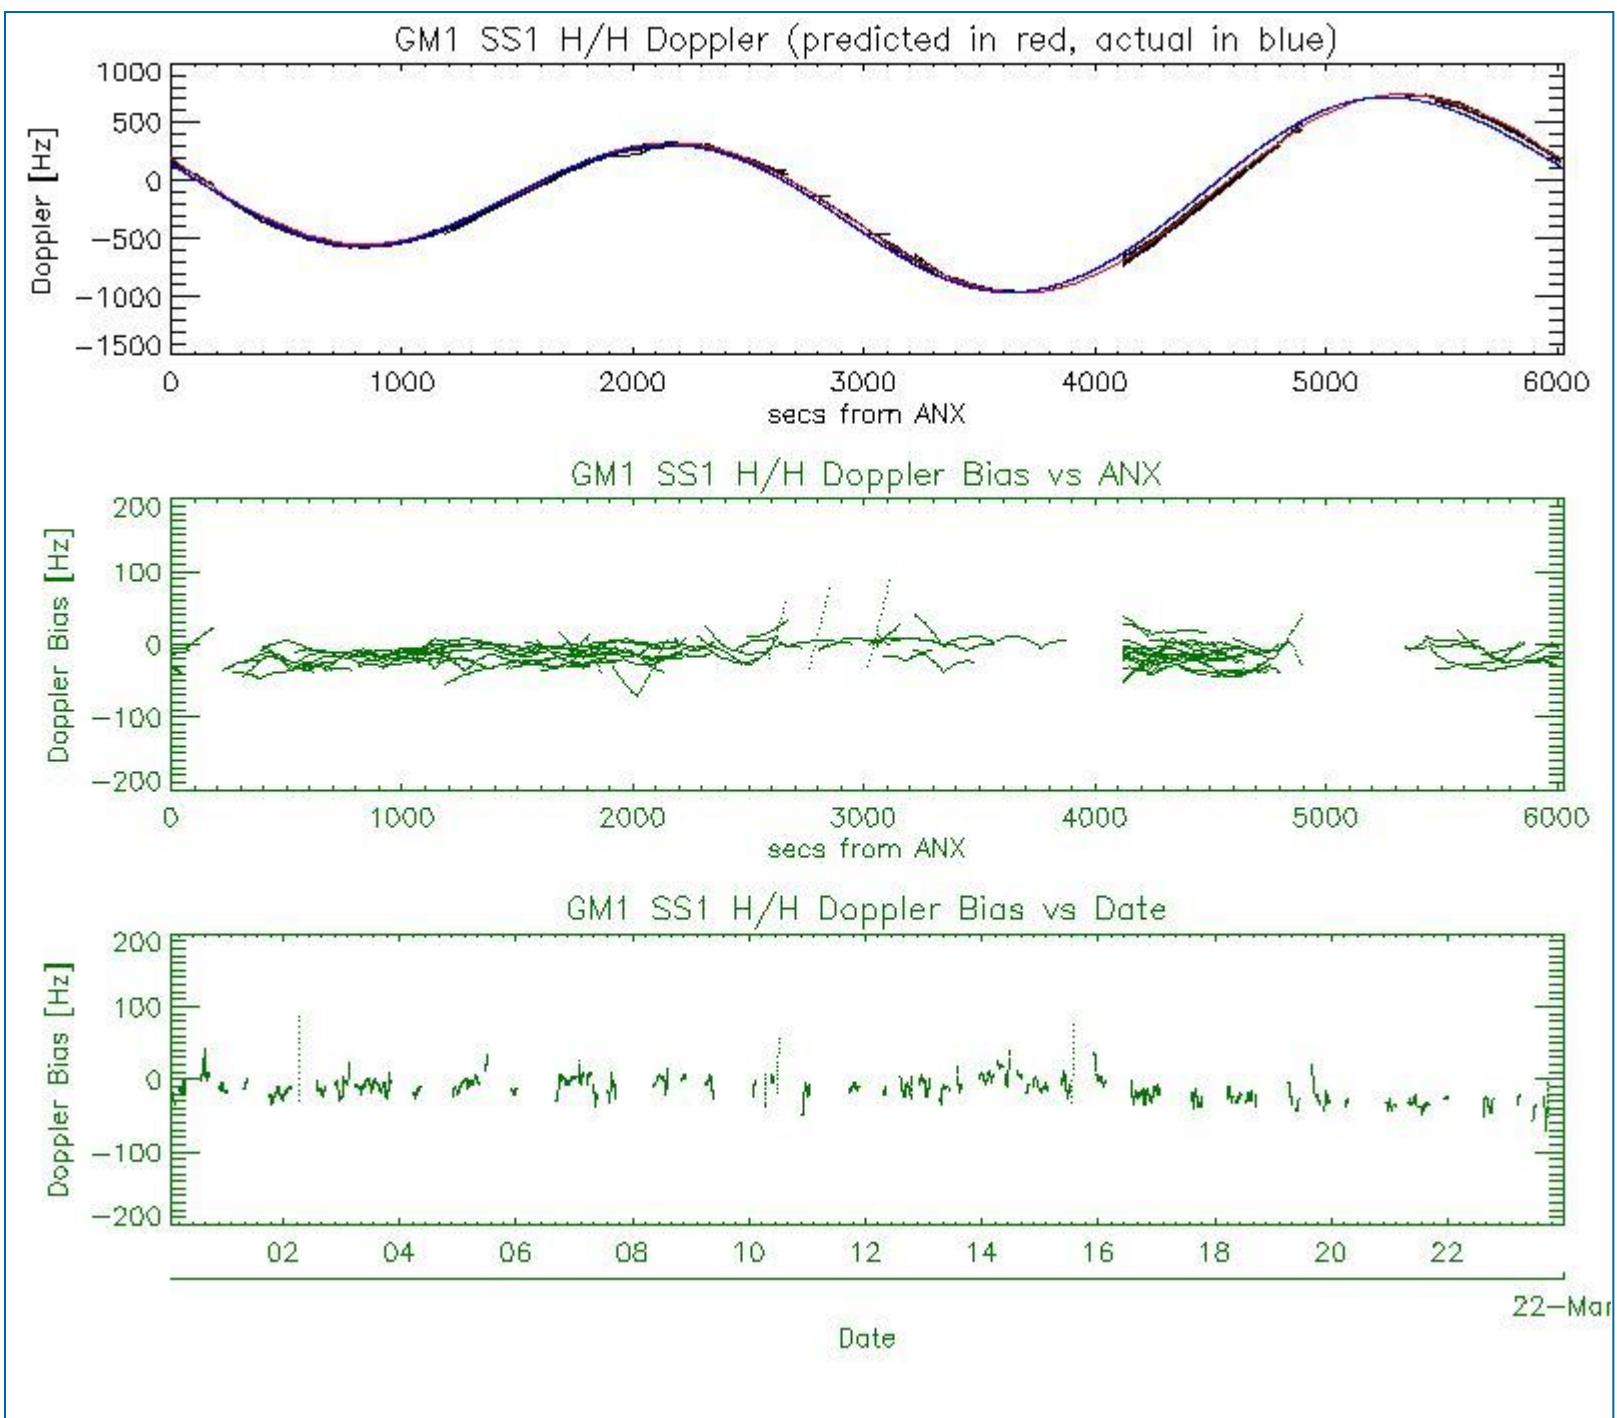 GM1 SS1 H/H Doppler (predicted in red, actual in blue)
Doppler [Hz]
1000
500
0
-500
-1000
-1500
0 1000 2000 3000 4000 5000 6000
secs from ANX
GM1 SS1 H/H Doppler Bias vs ANX
Doppler Bias [Hz]
200
100
0
-100
-200
0 1000 2000 3000 4000 5000 6000
secs from ANX
GM1 SS1 H/H Doppler Bias vs Date
Doppler Bias [Hz]
200
100
0
-100
-200
02 04 06 08 10 12 14 16 18 20 22
22-Mar
Date